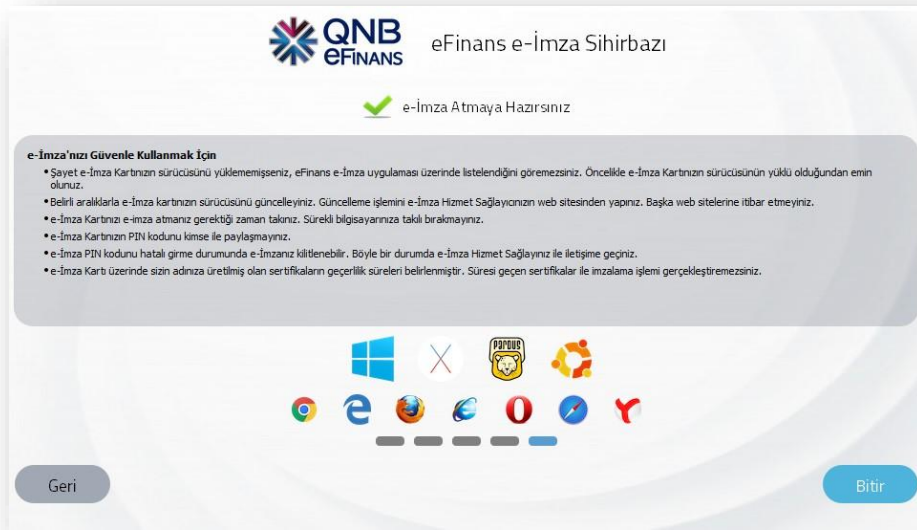 QNB
eFINANS
eFinans e-İmza Sihirbazı
e-İmza Atmaya Hazırsınız
e-İmza'nızı Güvenle Kullanmak İçin
• Şayet e-İmza Kartınızın sürücüsünü yüklememişseniz, eFinans e-İmza uygulaması üzerinde listelendiğini göremezsiniz. Öncelikle e-İmza Kartınızın sürücüsünün yüklü olduğundan emin
olunuz.
• Belirli aralıklarla e-İmza kartınızın sürücüsünü güncelleyiniz. Güncelleme işlemini e-İmza Hizmet Sağlayıcınızın web sitesinden yapınız. Başka web sitelerine itibar etmeyiniz.
• e-İmza Kartınızı e-imza atmanız gerektiği zaman takınız. Sürekli bilgisayarınıza takılı bırakmayınız.
• e-İmza Kartınızın PIN kodunu kimse ile paylaşmayınız.
• e-İmza PIN kodunu hatalı girme durumunda e-İmzanız kilitlenebilir. Böyle bir durumda e-İmza Hizmet Sağlayınız ile iletişime geçiniz.
• e-İmza Kartı üzerinde sizin adınıza üretilmiş olan sertifikaların geçerlilik süreleri belirlenmiştir. Süresi geçen sertifikalar ile imzalama işlemi gerçekleştiremezsiniz.
PARDUS
Geri
Bitir